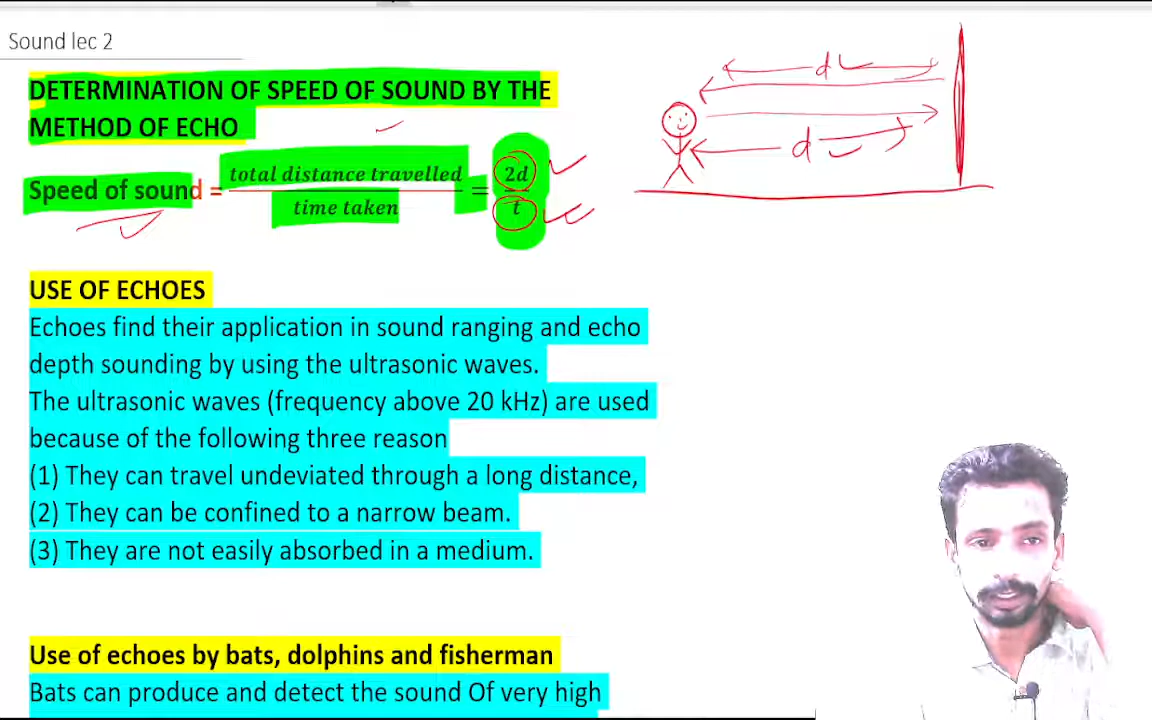 Sound lec 2
DETERMINATION OF SPEED OF SOUND BY THE
METHOD OF ECHO
Speed of sound = total distance travelled / time taken = 2d / t
d
d
USE OF ECHOES
Echoes find their application in sound ranging and echo
depth sounding by using the ultrasonic waves.
The ultrasonic waves (frequency above 20 kHz) are used
because of the following three reason
(1) They can travel undeviated through a long distance,
(2) They can be confined to a narrow beam.
(3) They are not easily absorbed in a medium.
Use of echoes by bats, dolphins and fisherman
Bats can produce and detect the sound Of very high